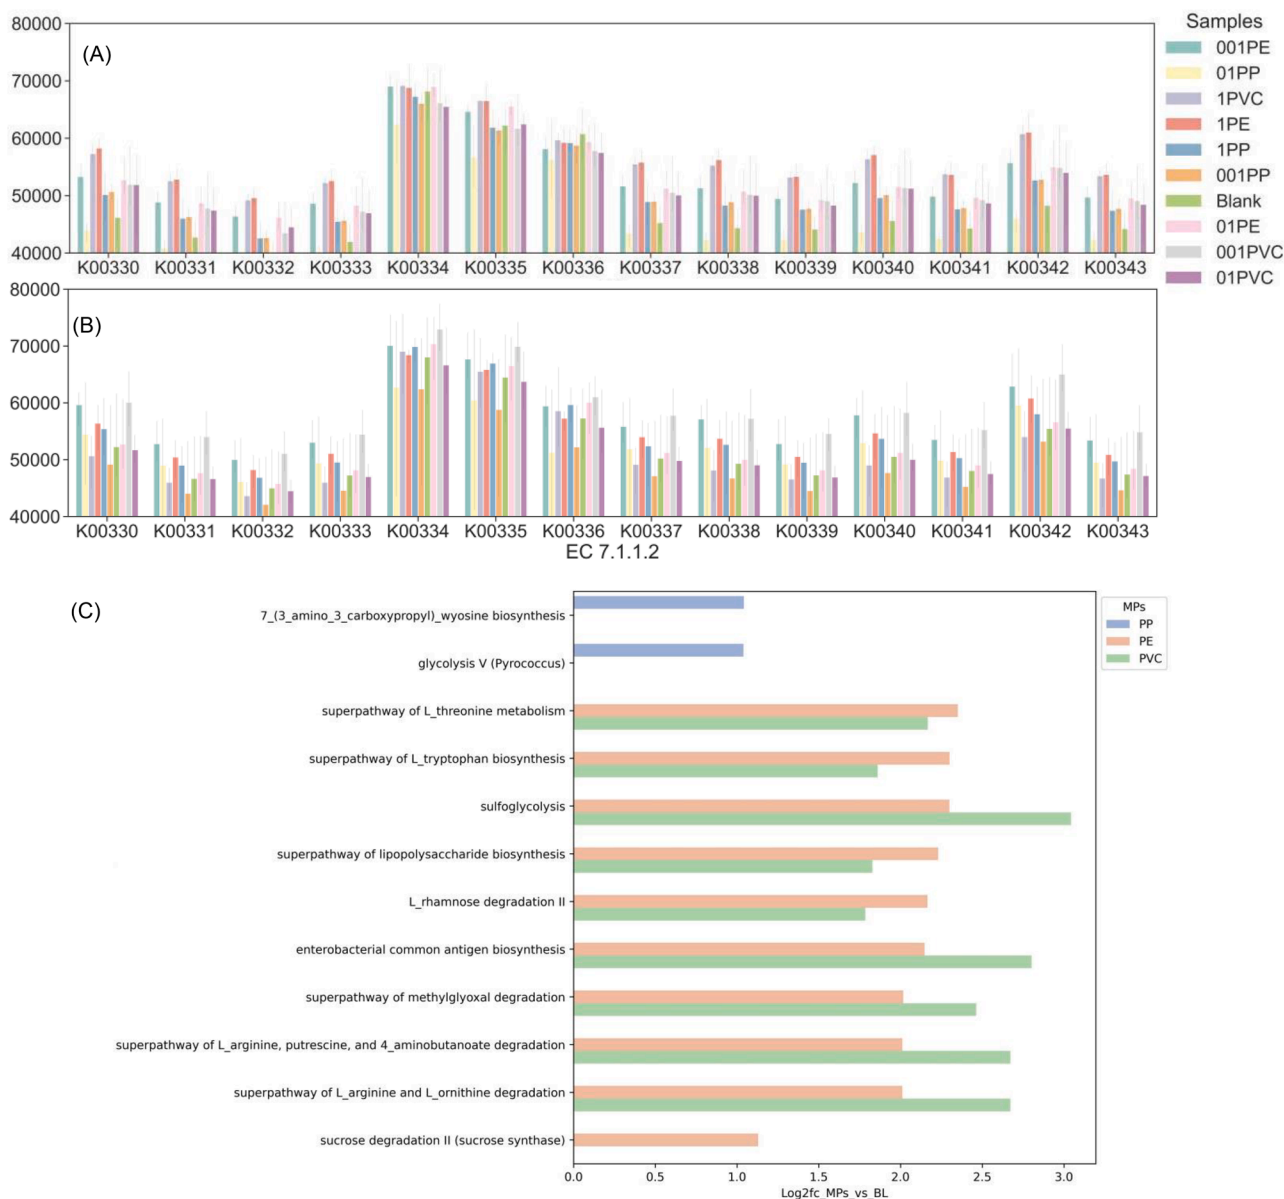 Samples
001PE
01PP
1PVC
1PE
1PP
001PP
Blank
01PE
001PVC
01PVC
(A)
80000
70000
60000
50000
40000
K00330 K00331 K00332 K00333 K00334 K00335 K00336 K00337 K00338 K00339 K00340 K00341 K00342 K00343
(B)
80000
70000
60000
50000
40000
K00330 K00331 K00332 K00333 K00334 K00335 K00336 K00337 K00338 K00339 K00340 K00341 K00342 K00343
EC 7.1.1.2
(C)
MPs
PP
PE
PVC
7_(3_amino_3_carboxypropyl)_wyosine biosynthesis
glycolysis V (Pyrococcus)
superpathway of L_threonine metabolism
superpathway of L_tryptophan biosynthesis
sulfoglycolysis
superpathway of lipopolysaccharide biosynthesis
L_rhamnose degradation II
enterobacterial common antigen biosynthesis
superpathway of methylglyoxal degradation
superpathway of L_arginine, putrescine, and 4_aminobutanoate degradation
superpathway of L_arginine and L_ornithine degradation
sucrose degradation II (sucrose synthase)
0.0 0.5 1.0 1.5 2.0 2.5 3.0
Log2fc_MPs_vs_BL